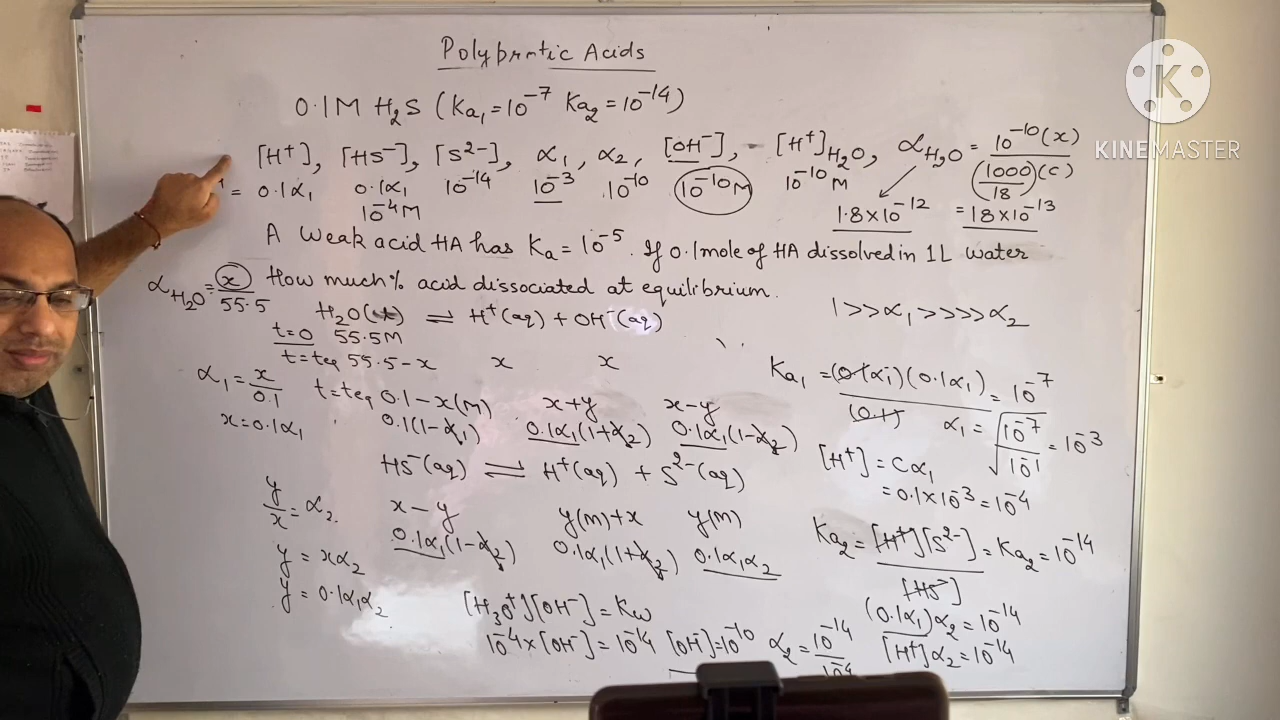 Polyprotic Acids
0.1M H₂S (Ka₁=10⁻⁷ Ka₂=10⁻¹⁴)
[H⁺], [HS⁻], [S²⁻], α₁, α₂, [OH⁻], [H⁺]H₂O, αH₂O = 10⁻¹⁰(x) / (1000/18)(c)
= 0.1α₁ 0.1α₁ 10⁻¹⁴ 10⁻³ 10⁻¹⁰ 10⁻¹⁰M 10⁻¹⁰M
10⁻⁴M 1.8×10⁻¹² = 18×10⁻¹³
A weak acid HA has Ka = 10⁻⁵. If 0.1mole of HA dissolved in 1L water
How much % acid dissociated at equilibrium.
αH₂O = x/55.5
H₂O(l) ⇌ H⁺(aq) + OH⁻(aq)
t=0 55.5M
t=teq 55.5-x x x
1>>α₁>>>>α₂
α₁ = x/0.1
x=0.1α₁
t=teq 0.1-x(M) x+y x-y
0.1(1-α₁) 0.1α₁(1+α₂) 0.1α₁(1-α₂)
HS⁻(aq) ⇌ H⁺(aq) + S²⁻(aq)
y/x = α₂
y = xα₂
y = 0.1α₁α₂
x-y y(m)+x y(m)
0.1α₁(1-α₂) 0.1α₁(1+α₂) 0.1α₁α₂
[H₃O⁺][OH⁻] = Kw
10⁻⁴×[OH⁻] = 10⁻¹⁴ [OH⁻]=10⁻¹⁰ α₂ = 10⁻¹⁴/10⁻⁴
Ka₁ = (0.1α₁)(0.1α₁)/(0.1) = 10⁻⁷
α₁ = √10⁻⁷/10⁻¹ = 10⁻³
[H⁺] = Cα₁
= 0.1×10⁻³ = 10⁻⁴
Ka₂ = [H⁺][S²⁻]/[HS⁻] = Ka₂ = 10⁻¹⁴
(0.1α₁)α₂ = 10⁻¹⁴
[H⁺]α₂ = 10⁻¹⁴
K
KINEMASTER